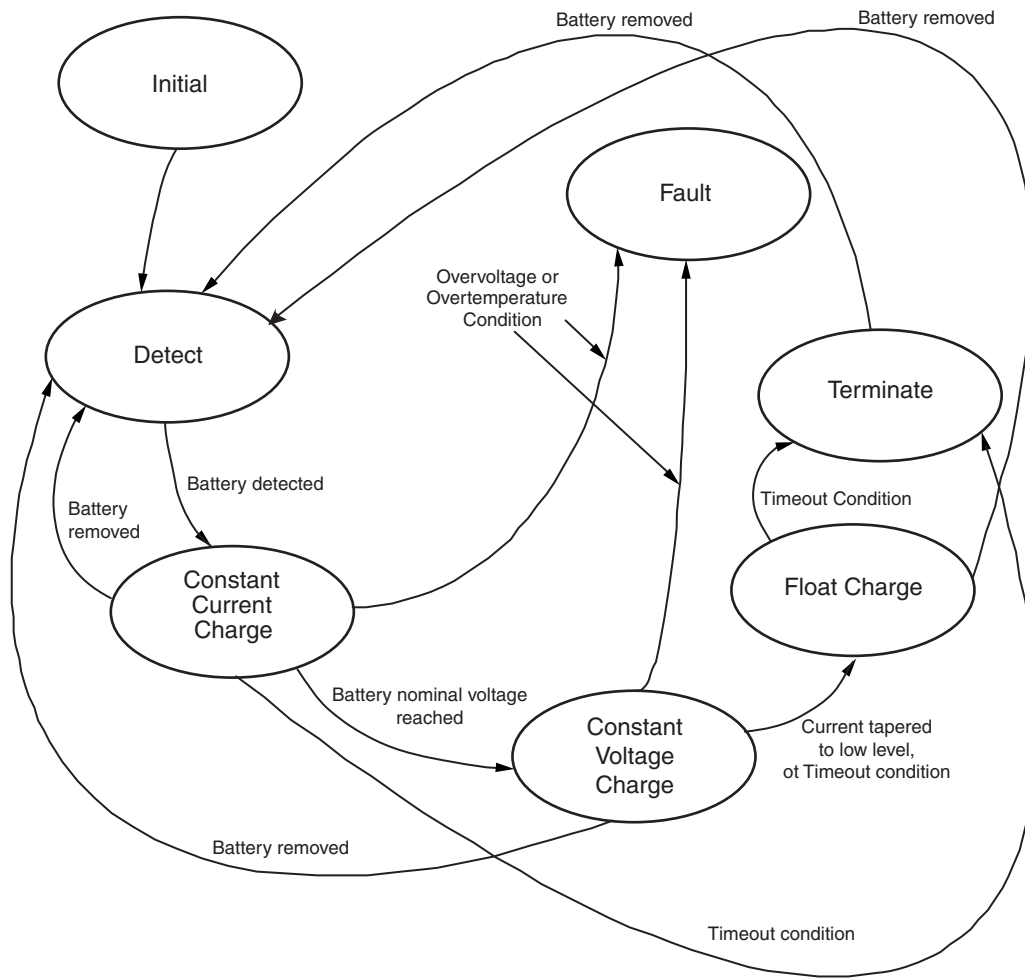 Battery removed
Battery removed
Initial
Fault
Overvoltage or
Overtemperature
Condition
Detect
Terminate
Battery detected
Battery
removed
Timeout Condition
Constant
Current
Charge
Float Charge
Battery nominal voltage
reached
Constant
Voltage
Charge
Current tapered
to low level,
ot Timeout condition
Battery removed
Timeout condition